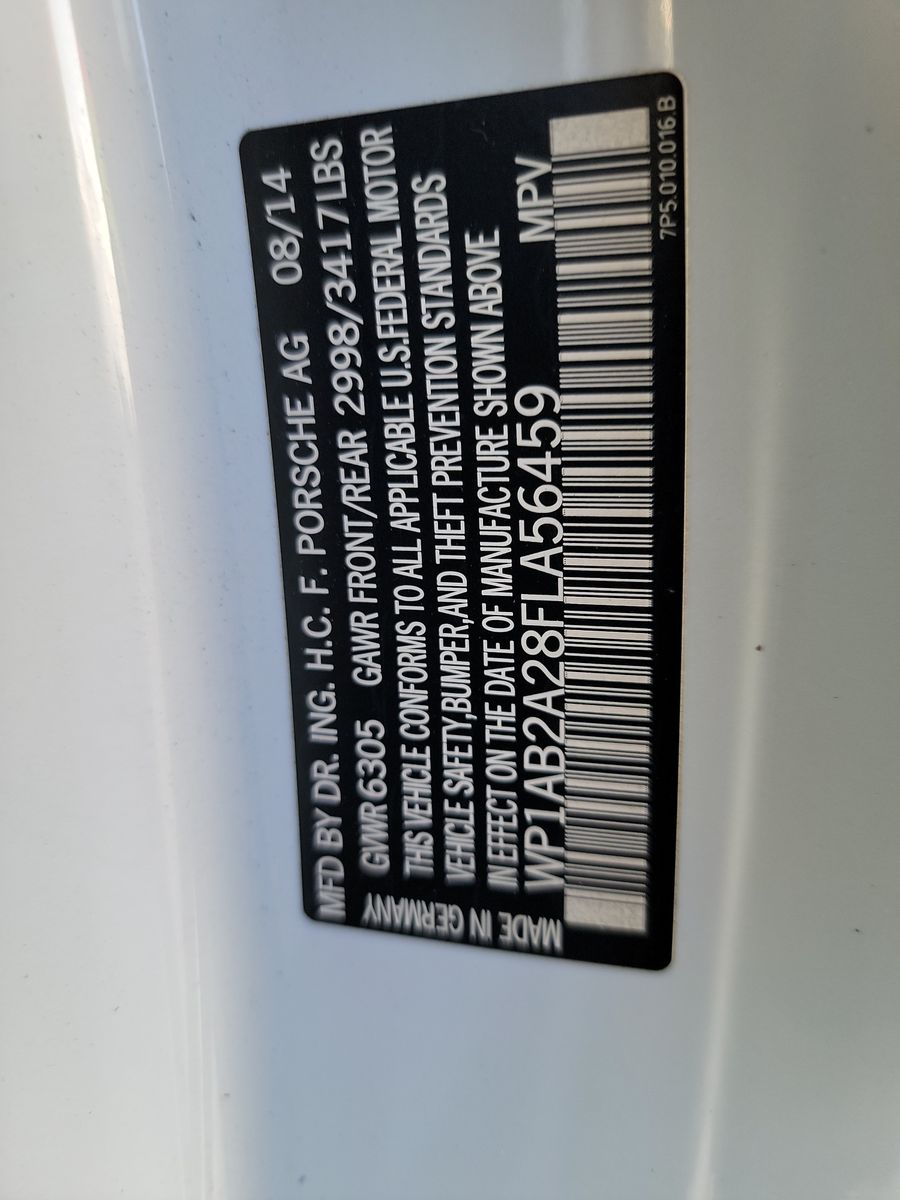 MFD BY DR. ING. H.C. F. PORSCHE AG 08/14
GWR 6305 GAWR FRONT/REAR 2998/3417LBS
THIS VEHICLE CONFORMS TO ALL APPLICABLE U.S.FEDERAL MOTOR
VEHICLE SAFETY,BUMPER,AND THEFT PREVENTION STANDARDS
IN EFFECT ON THE DATE OF MANUFACTURE SHOWN ABOVE
WP1AB2A28FLA56459 MPV
MADE IN GERMANY
7P5.010.016.B